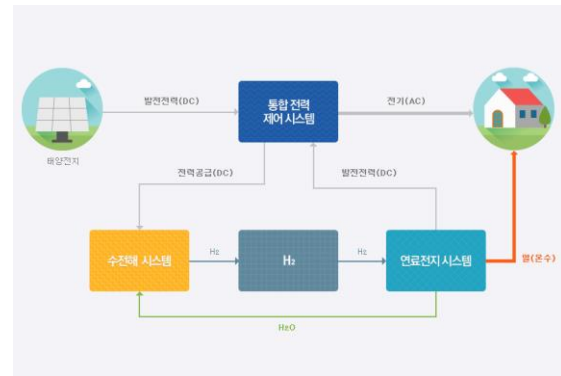 발전전력(DC)
통합 전력
제어 시스템
전기(AC)
태양전지
전력공급(DC)
발전전력(DC)
수전해 시스템
H₂
H₂
H₂
연료전지 시스템
열(온수)
H₂O